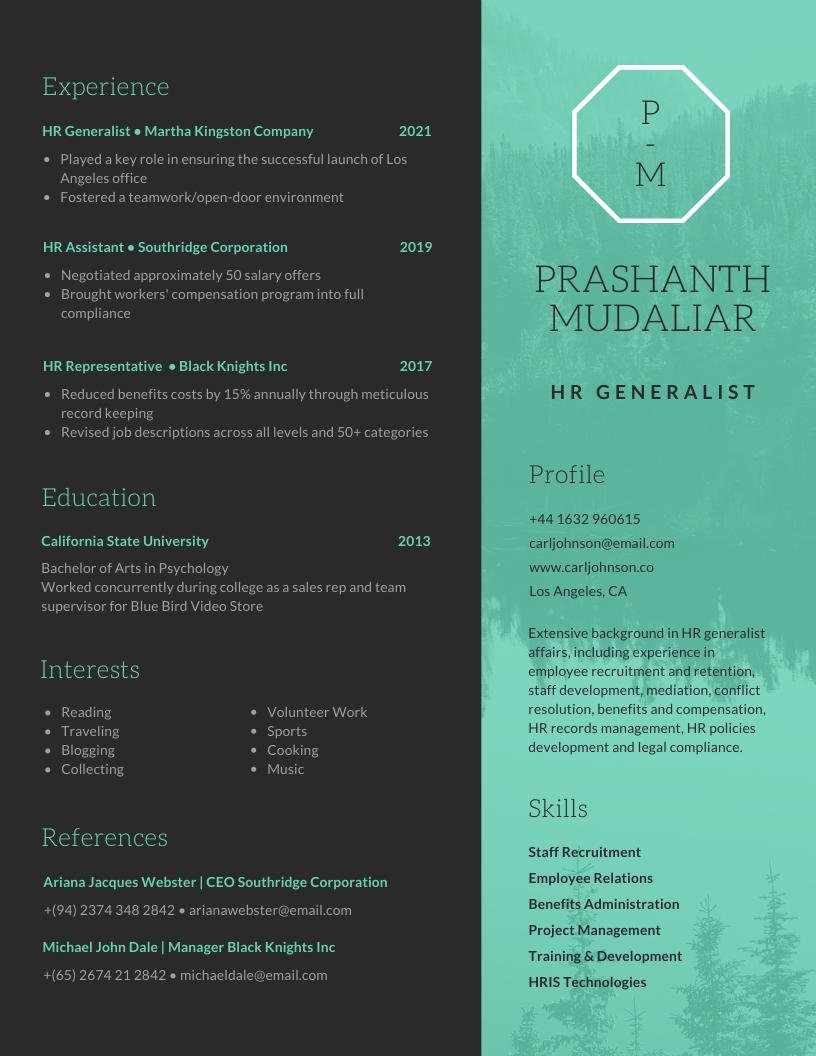 Experience
HR Generalist • Martha Kingston Company 2021
• Played a key role in ensuring the successful launch of Los
Angeles office
• Fostered a teamwork/open-door environment
HR Assistant • Southridge Corporation 2019
• Negotiated approximately 50 salary offers
• Brought workers' compensation program into full
compliance
HR Representative • Black Knights Inc 2017
• Reduced benefits costs by 15% annually through meticulous
record keeping
• Revised job descriptions across all levels and 50+ categories
Education
California State University 2013
Bachelor of Arts in Psychology
Worked concurrently during college as a sales rep and team
supervisor for Blue Bird Video Store
Interests
• Reading
• Traveling
• Blogging
• Collecting
• Volunteer Work
• Sports
• Cooking
• Music
References
Ariana Jacques Webster | CEO Southridge Corporation
+(94) 2374 348 2842 • arianawebster@email.com
Michael John Dale | Manager Black Knights Inc
+(65) 2674 21 2842 • michaeldale@email.com
P
-
M
PRASHANTH
MUDALIAR
HR GENERALIST
Profile
+44 1632 960615
carljohnson@email.com
www.carljohnson.co
Los Angeles, CA
Extensive background in HR generalist
affairs, including experience in
employee recruitment and retention,
staff development, mediation, conflict
resolution, benefits and compensation,
HR records management, HR policies
development and legal compliance.
Skills
Staff Recruitment
Employee Relations
Benefits Administration
Project Management
Training & Development
HRIS Technologies